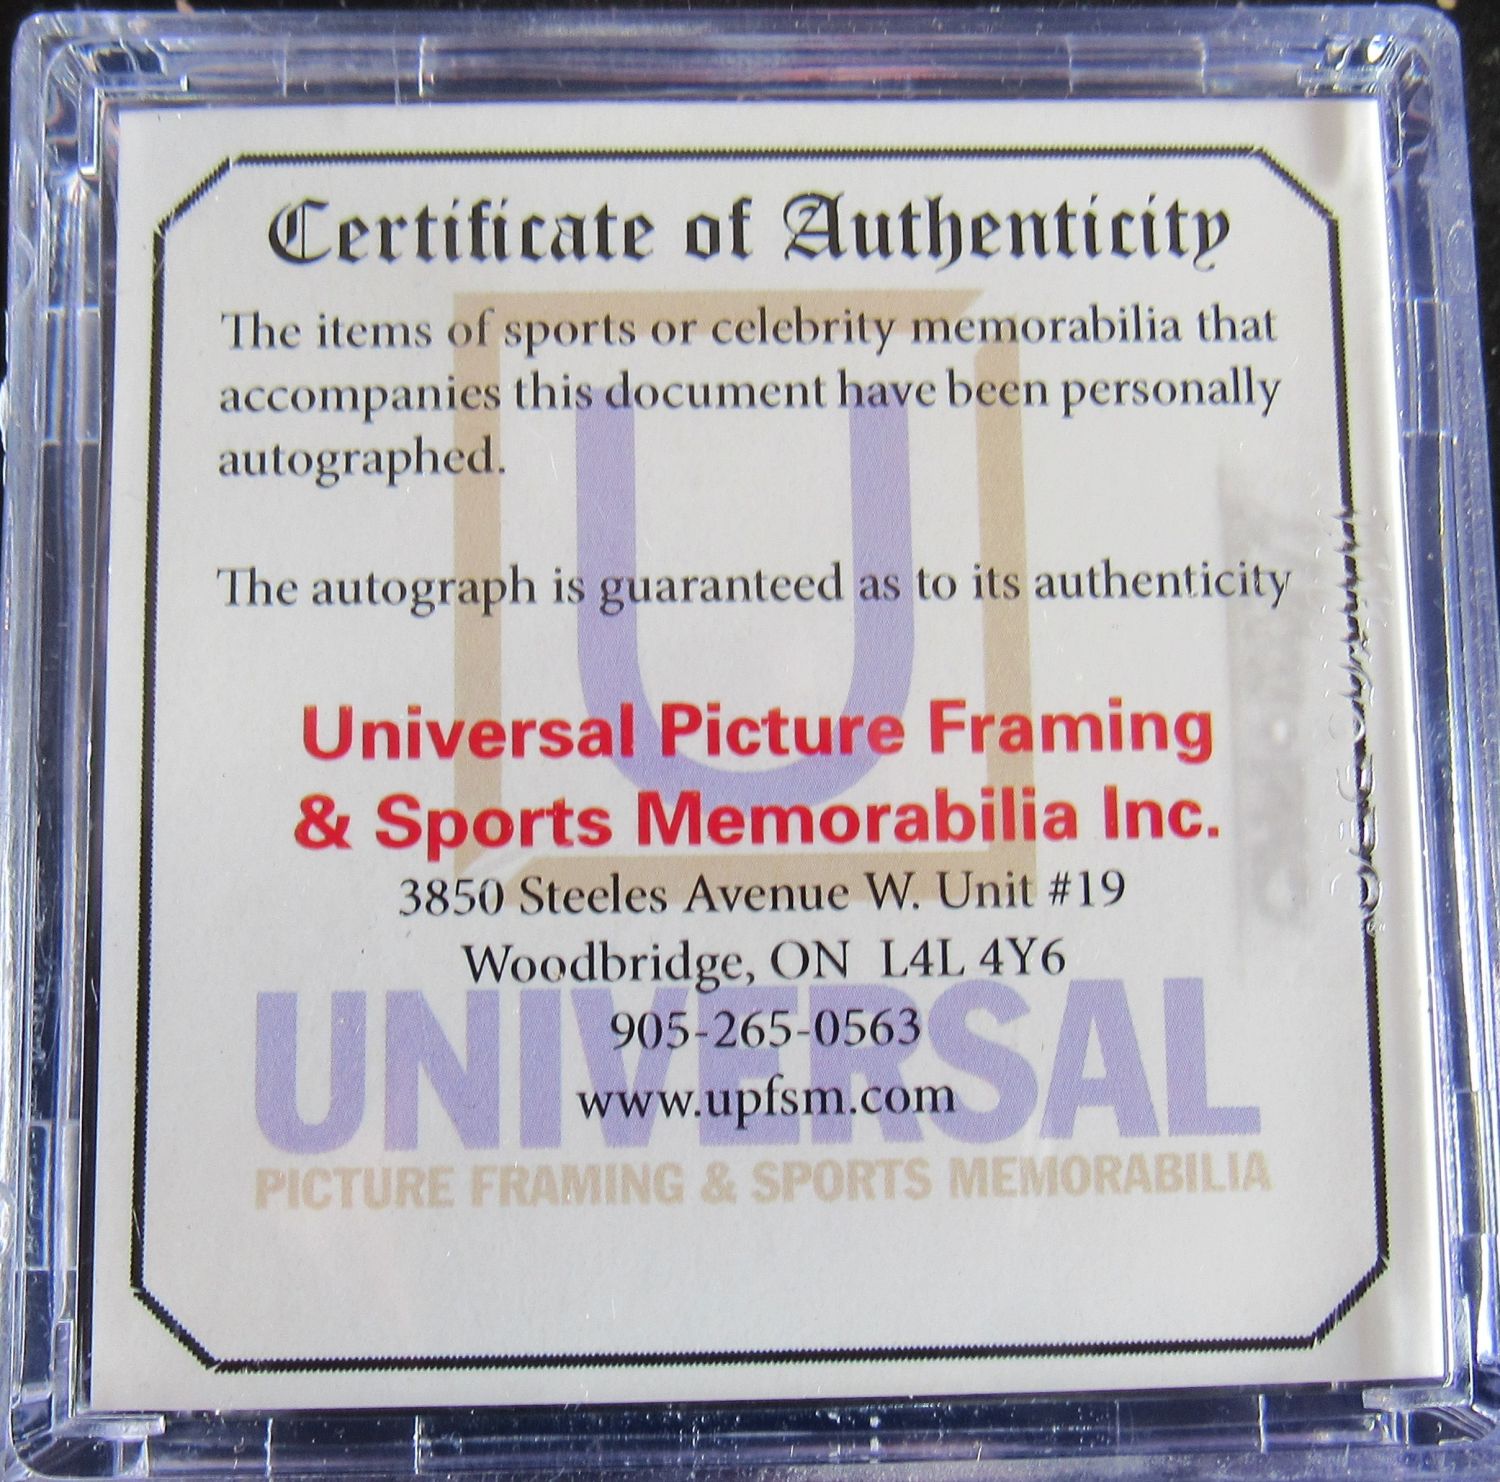 Certificate of Authenticity
The items of sports or celebrity memorabilia that
accompanies this document have been personally
autographed.
The autograph is guaranteed as to its authenticity
Universal Picture Framing
& Sports Memorabilia Inc.
3850 Steeles Avenue W. Unit #19
Woodbridge, ON L4L 4Y6
905-265-0563
www.upfsm.com
U
UNIVERSAL
PICTURE FRAMING & SPORTS MEMORABILIA